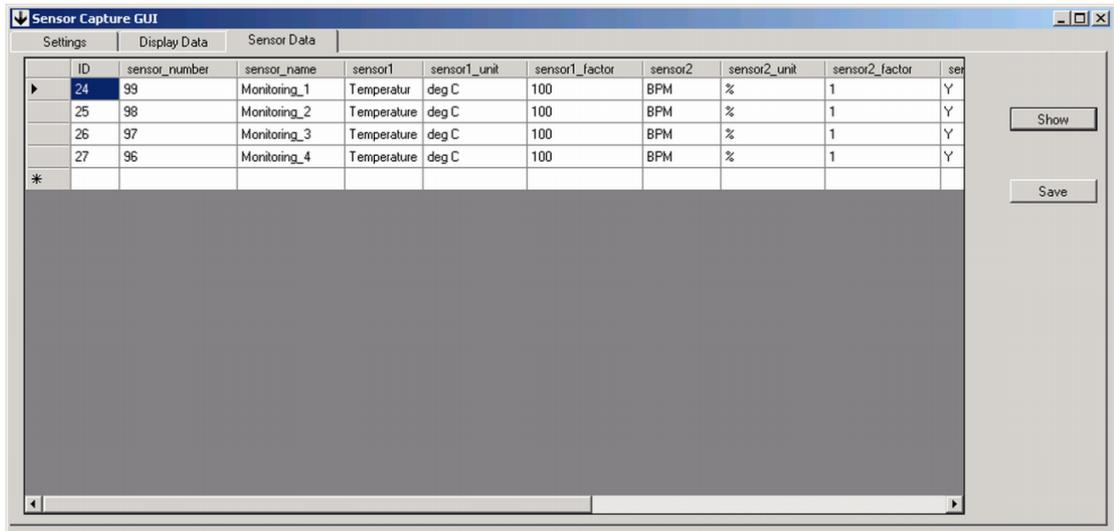 Sensor Capture GUI
Settings Display Data Sensor Data
ID sensor_number sensor_name sensor1 sensor1_unit sensor1_factor sensor2 sensor2_unit sensor2_factor ser
24 99 Monitoring_1 Temperatur deg C 100 BPM % 1 Y
25 98 Monitoring_2 Temperature deg C 100 BPM % 1 Y
Show
26 97 Monitoring_3 Temperature deg C 100 BPM % 1 Y
27 96 Monitoring_4 Temperature deg C 100 BPM % 1 Y
Save